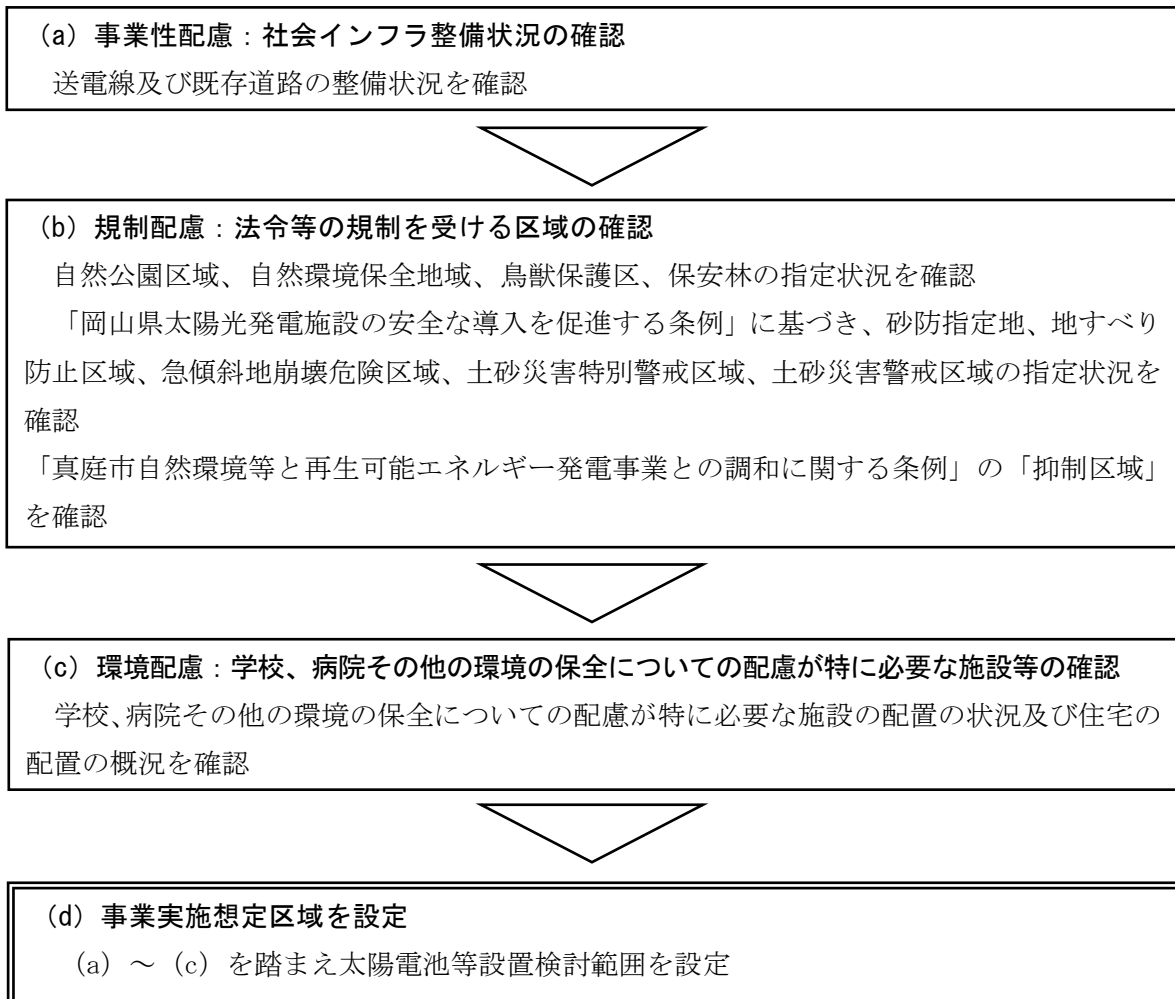 (a) 事業性配慮：社会インフラ整備状況の確認
送電線及び既存道路の整備状況を確認
(b) 規制配慮：法令等の規制を受ける区域の確認
自然公園区域、自然環境保全地域、鳥獣保護区、保安林の指定状況を確認
「岡山県太陽光発電施設の安全な導入を促進する条例」に基づき、砂防指定地、地すべり
防止区域、急傾斜地崩壊危険区域、土砂災害特別警戒区域、土砂災害警戒区域の指定状況を
確認
「真庭市自然環境等と再生可能エネルギー発電事業との調和に関する条例」の「抑制区域」
を確認
(c) 環境配慮：学校、病院その他の環境の保全についての配慮が特に必要な施設等の確認
学校、病院その他の環境の保全についての配慮が特に必要な施設の配置の状況及び住宅の
配置の概況を確認
(d) 事業実施想定区域を設定
(a) ～ (c) を踏まえ太陽電池等設置検討範囲を設定